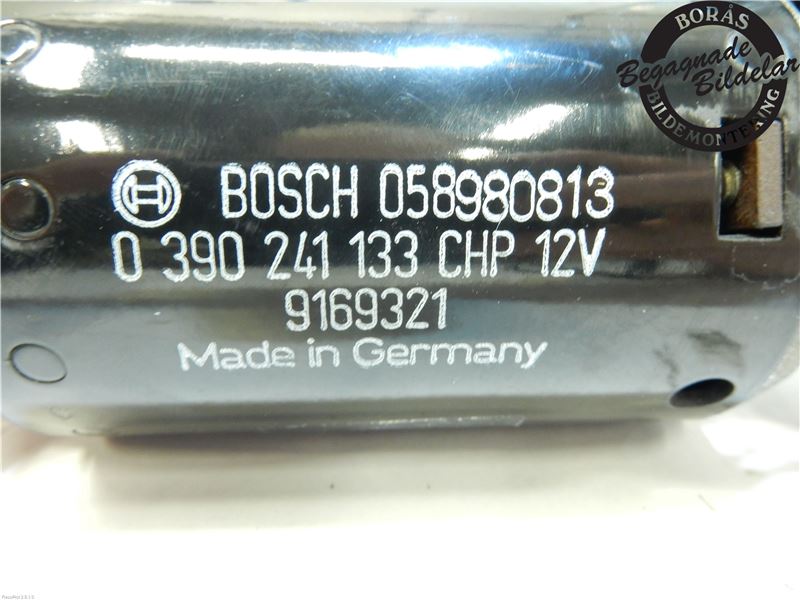 BORÅS
Begagnade
Bildelar
BILDEMONTERING
BOSCH 058980813
0 390 241 133 CHP 12V
9169321
Made in Germany